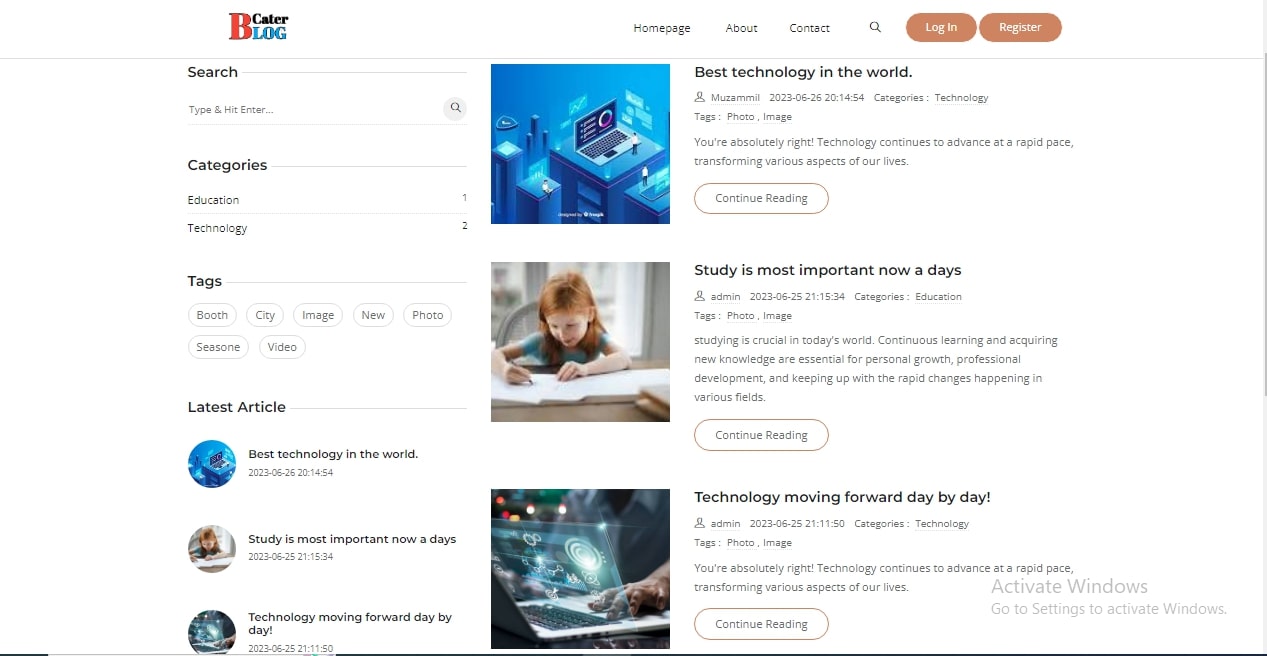 Cater
BLOG
Homepage
About
Contact
Log In
Register
Search
Type & Hit Enter...
Categories
Education 1
Technology 2
Tags
Booth City Image New Photo
Seasone Video
Latest Article
Best technology in the world.
2023-06-26 20:14:54
Study is most important now a days
2023-06-25 21:15:34
Technology moving forward day by
day!
2023-06-25 21:11:50
designed by freepik
Best technology in the world.
Muzammil 2023-06-26 20:14:54 Categories : Technology
Tags : Photo , Image
You're absolutely right! Technology continues to advance at a rapid pace,
transforming various aspects of our lives.
Continue Reading
Study is most important now a days
admin 2023-06-25 21:15:34 Categories : Education
Tags : Photo , Image
studying is crucial in today's world. Continuous learning and acquiring
new knowledge are essential for personal growth, professional
development, and keeping up with the rapid changes happening in
various fields.
Continue Reading
Technology moving forward day by day!
admin 2023-06-25 21:11:50 Categories : Technology
Tags : Photo , Image
You're absolutely right! Technology continues to advance at a rapid pace,
transforming various aspects of our lives.
Continue Reading
Activate Windows
Go to Settings to activate Windows.